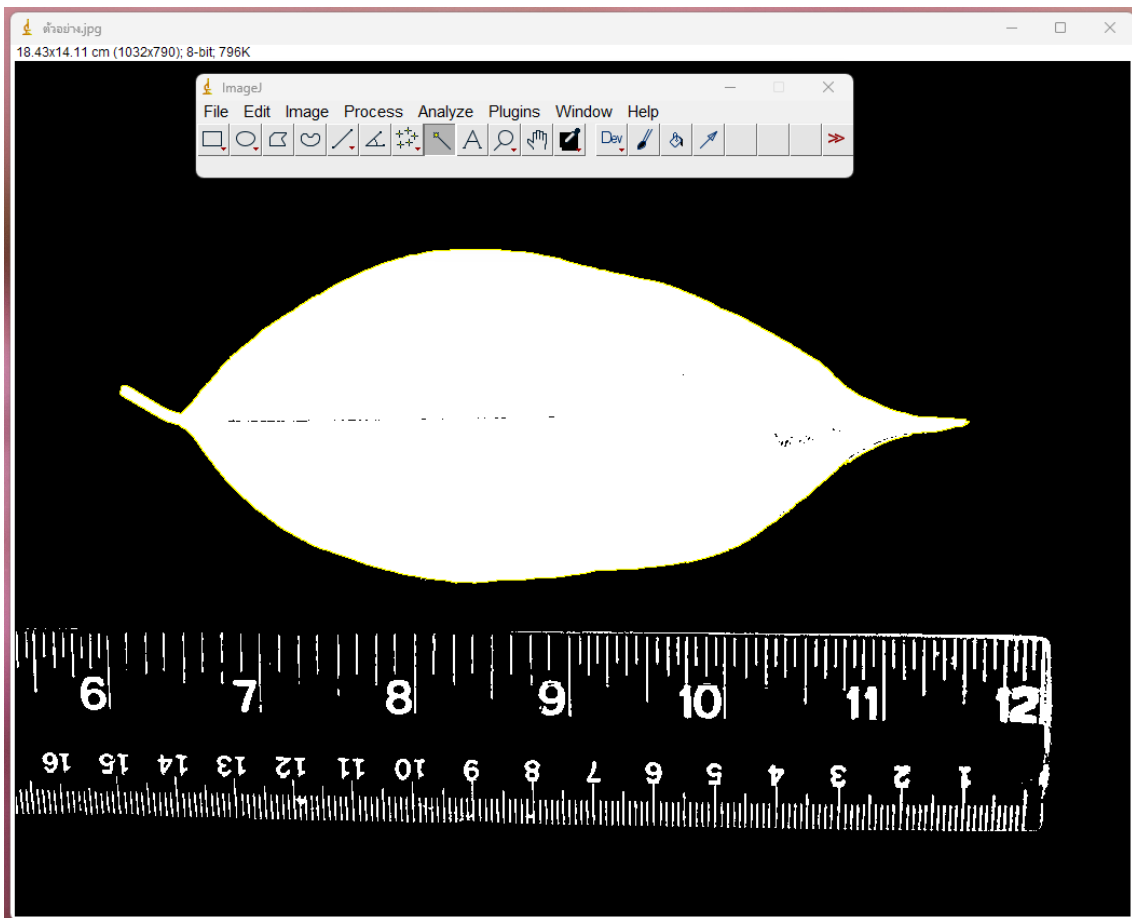 ตัวอย่าง.jpg
18.43x14.11 cm (1032x790); 8-bit; 796K
ImageJ
File Edit Image Process Analyze Plugins Window Help
Dev
6 7 8 9 10 11 12
16 15 14 13 12 11 10 9 8 7 6 5 4 3 2 1